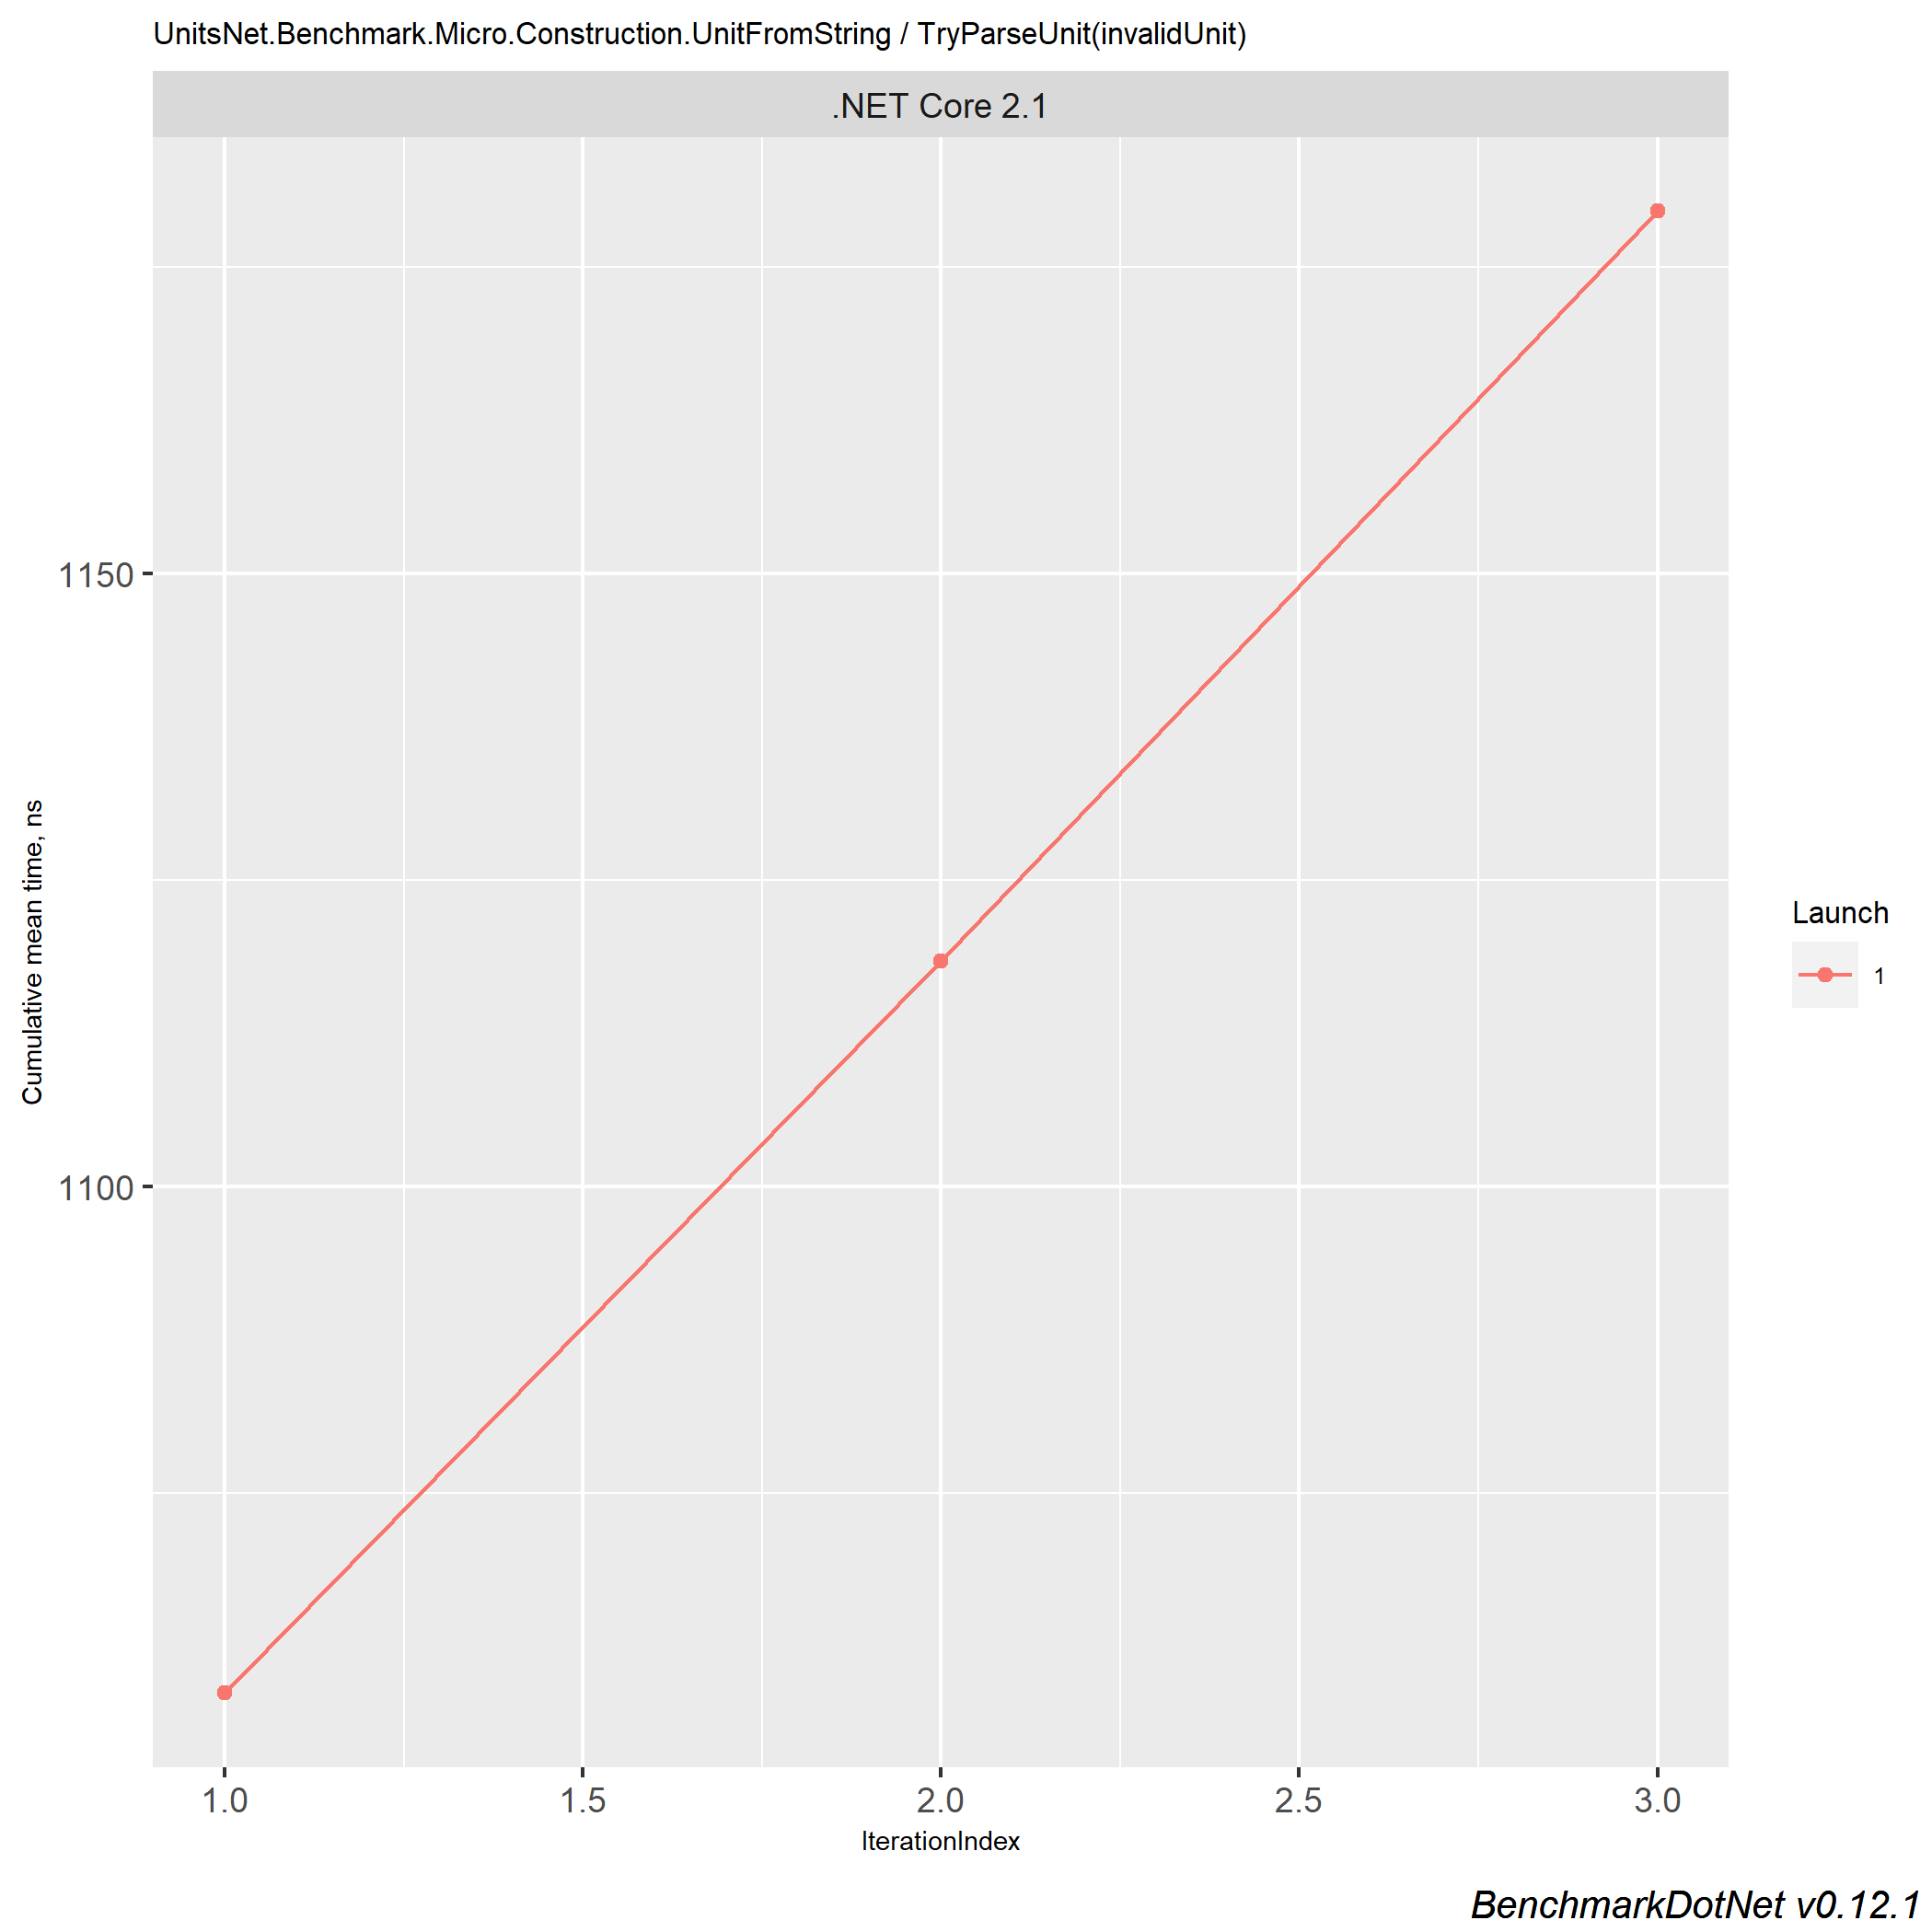 UnitsNet.Benchmark.Micro.Construction.UnitFromString / TryParseUnit(invalidUnit)
.NET Core 2.1
1150
1100
Cumulative mean time, ns
Launch
1
1.0 1.5 2.0 2.5 3.0
IterationIndex
BenchmarkDotNet v0.12.1